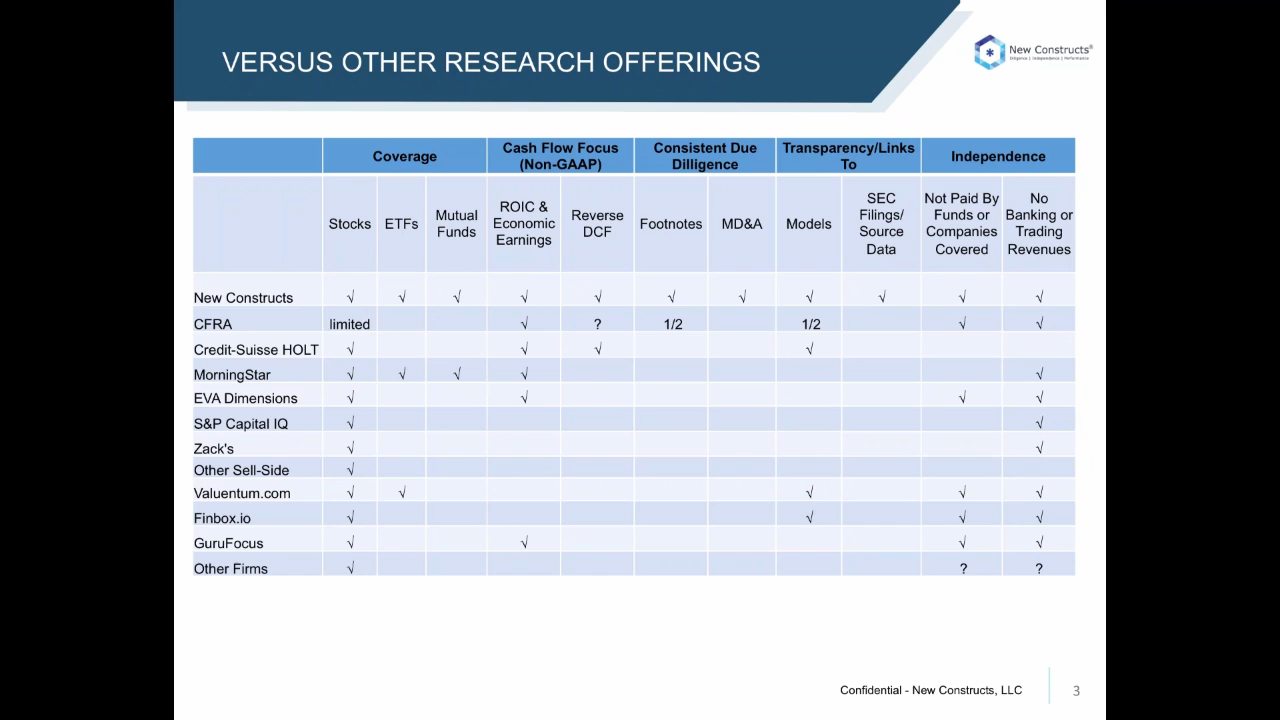 VERSUS OTHER RESEARCH OFFERINGS
New Constructs®
Diligence | Independence | Performance
Coverage
Cash Flow Focus
(Non-GAAP)
Consistent Due
Dilligence
Transparency/Links
To
Independence
Stocks
ETFs
Mutual
Funds
ROIC &
Economic
Earnings
Reverse
DCF
Footnotes
MD&A
Models
SEC
Filings/
Source
Data
Not Paid By
Funds or
Companies
Covered
No
Banking or
Trading
Revenues
New Constructs √ √ √ √ √ √ √ √ √ √ √
CFRA limited √ ? 1/2 1/2 √ √
Credit-Suisse HOLT √ √ √ √
MorningStar √ √ √ √ √
EVA Dimensions √ √ √ √
S&P Capital IQ √ √
Zack's √ √
Other Sell-Side √
Valuentum.com √ √ √ √ √
Finbox.io √ √ √ √
GuruFocus √ √ √ √
Other Firms √ ? ?
Confidential - New Constructs, LLC 3